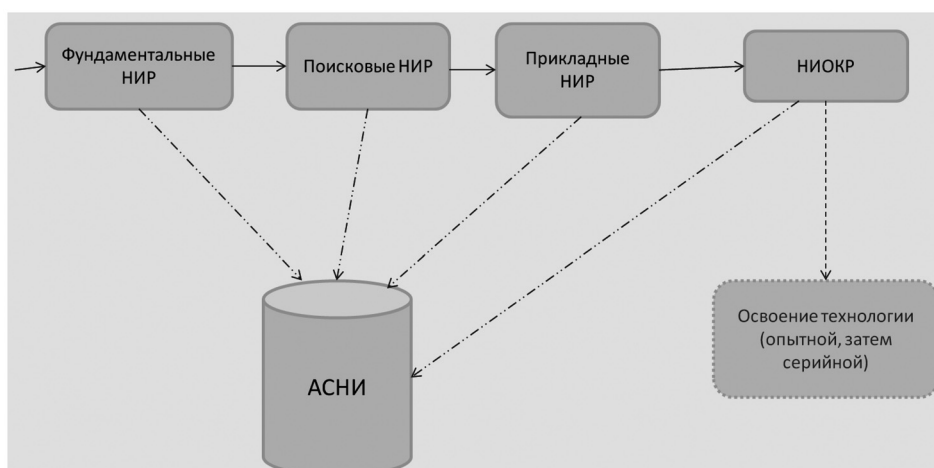 Фундаментальные
НИР
Поисковые НИР
Прикладные
НИР
НИОКР
АСНИ
Освоение технологии
(опытной, затем
серийной)